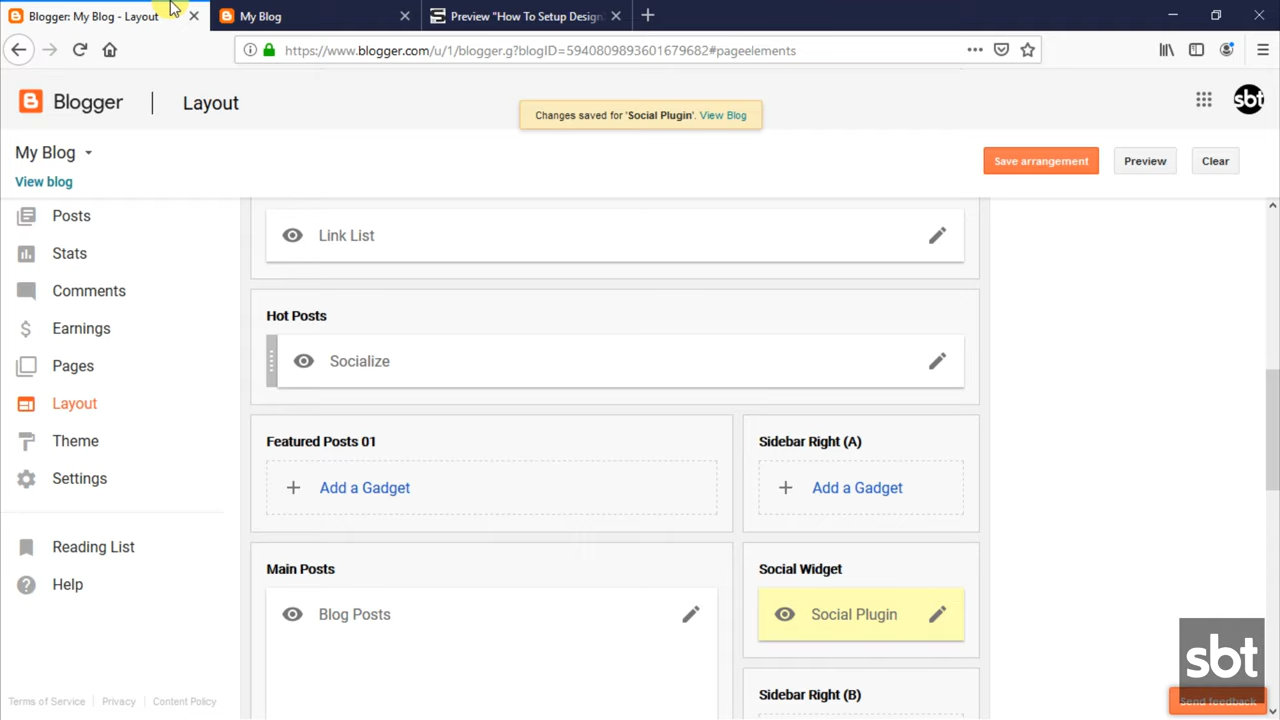 Blogger: My Blog - Layout
My Blog
Preview "How To Setup Design
https://www.blogger.com/u/1/blogger.g?blogID=5940809893601679682#pageelements
Blogger
Layout
Changes saved for 'Social Plugin'. View Blog
sbt
My Blog
View blog
Save arrangement
Preview
Clear
Posts
Stats
Comments
Earnings
Pages
Layout
Theme
Settings
Reading List
Help
Terms of Service
Privacy
Content Policy
Link List
Hot Posts
Socialize
Featured Posts 01
Add a Gadget
Sidebar Right (A)
Add a Gadget
Main Posts
Blog Posts
Social Widget
Social Plugin
Sidebar Right (B)
sbt
Send feedback